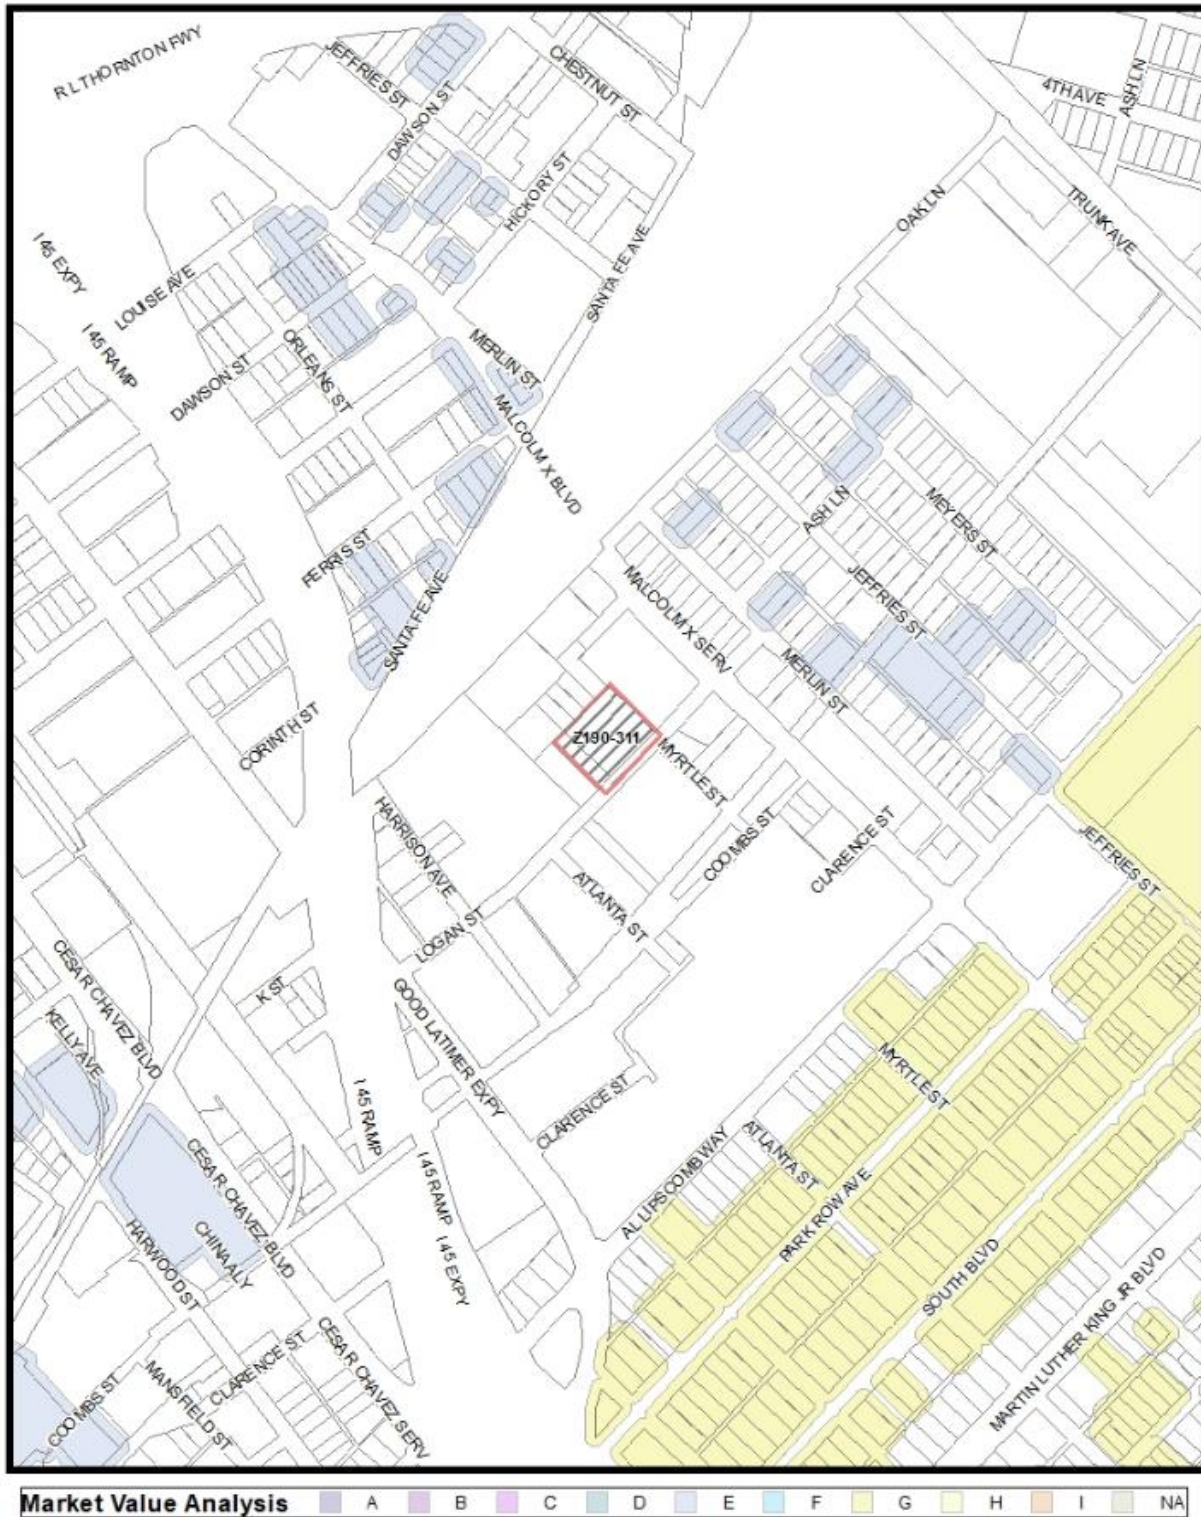 R L THORNTON FWY
JEFFRIES ST
CHESTNUT ST
4TH AVE
ASH LN
DAWSON ST
HICKORY ST
OAK LN
TRUNK AVE
I 45 EXPY
LOUISE AVE
SANTA FE AVE
I 45 RAMP
DAWSON ST
ORLEANS ST
MERLIN ST
MALCOLM X BLVD
ASH LN
MEYERS ST
FERRIS ST
SANTA FE AVE
MALCOLM X SERV
JEFFRIES ST
MERLIN ST
CORINTH ST
Z190-311
MYRTLE ST
HARRISON AVE
COOMBS ST
CLARENCE ST
JEFFRIES ST
ATLANTA ST
LOGAN ST
CESAR CHAVEZ BLVD
K ST
GOOD LATIMER EXPY
KELLY AVE
MYRTLE ST
I 45 RAMP
CLARENCE ST
ATLANTA ST
CESAR CHAVEZ BLVD
I 45 RAMP
AL LIPSCOMB WAY
PARK ROW AVE
HARWOOD ST
CHINA ALY
I 45 EXPY
SOUTH BLVD
MARTIN LUTHER KING JR BLVD
CLARENCE ST
CESAR CHAVEZ SERV
COOMBS ST
MANSFIELD ST
Market Value Analysis A B C D E F G H I NA